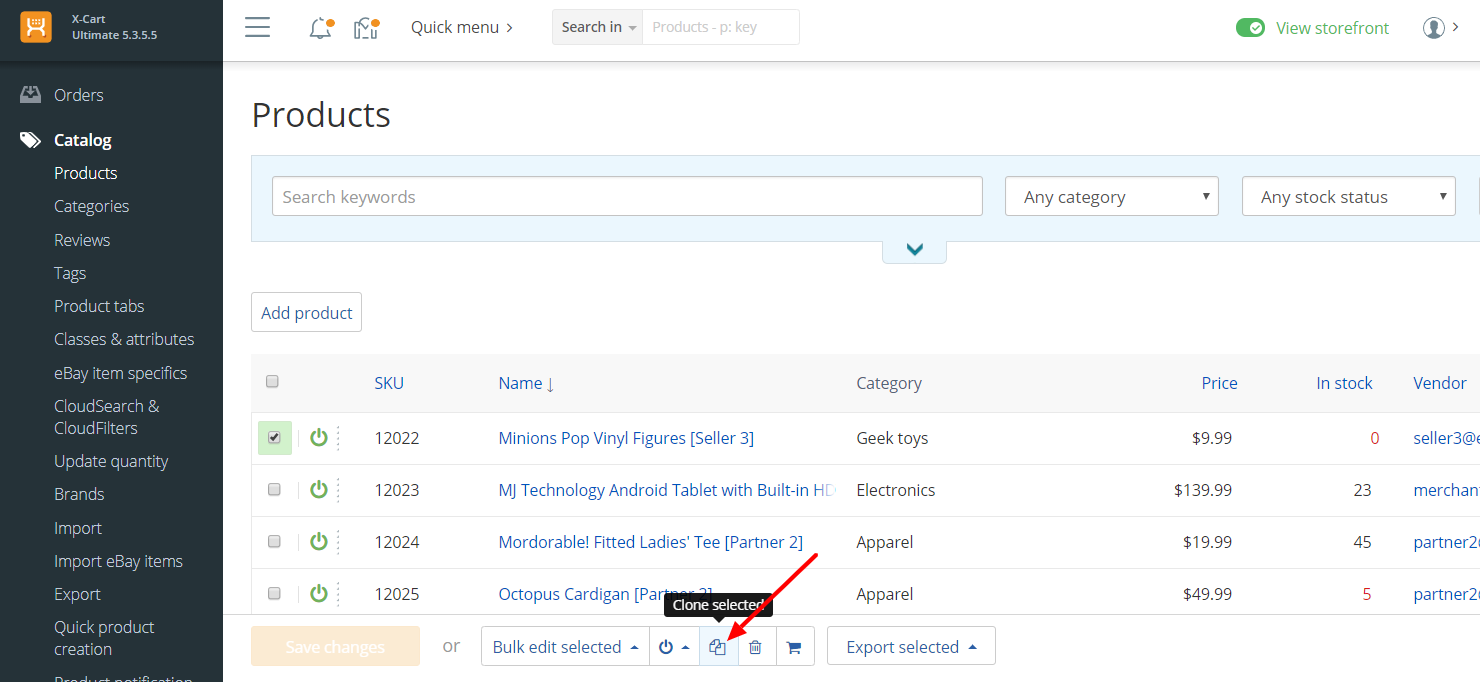 X-Cart
Ultimate 5.3.5.5
Quick menu
Search in
Products - p: key
View storefront
Orders
Catalog
Products
Categories
Reviews
Tags
Product tabs
Classes & attributes
eBay item specifics
CloudSearch &
CloudFilters
Update quantity
Brands
Import
Import eBay items
Export
Quick product
creation
Product notification
Products
Search keywords
Any category
Any stock status
Add product
SKU Name ↓ Category Price In stock Vendor
12022 Minions Pop Vinyl Figures [Seller 3] Geek toys $9.99 0 seller3@e
12023 MJ Technology Android Tablet with Built-in HD Electronics $139.99 23 merchan
12024 Mordorable! Fitted Ladies' Tee [Partner 2] Apparel $19.99 45 partner2
12025 Octopus Cardigan [Partner 2] Apparel $49.99 5 partner2
Clone selected
Save changes or Bulk edit selected Export selected